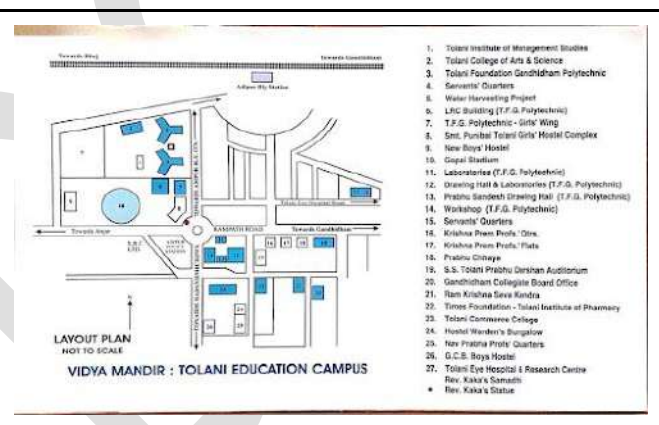 Towards Bhuj
Towards Gandhidham
Adipur Rly Station
Tolani Eye Hospital Road
Towards Anjar
RAMBAUG ROAD
Towards Gandhidham
LAYOUT PLAN
NOT TO SCALE
VIDYA MANDIR : TOLANI EDUCATION CAMPUS
1. Tolani Institute of Management Studies
2. Tolani College of Arts & Science
3. Tolani Foundation Gandhidham Polytechnic
4. Servants' Quarters
5. Water Harvesting Project
6. LRC Building (T.F.G. Polytechnic)
7. T.F.G. Polytechnic - Girls' Wing
8. Smt. Punibai Tolani Girls' Hostel Complex
9. New Boys' Hostel
10. Gopal Stadium
11. Laboratories (T.F.G. Polytechnic)
12. Drawing Hall & Laboratories (T.F.G. Polytechnic)
13. Prabhu Sandesh Drawing Hall (T.F.G. Polytechnic)
14. Workshop (T.F.G. Polytechnic)
15. Servants' Quarters
16. Krishna Prem Profs.' Qtrs.
17. Krishna Prem Profs.' Flats
18. Prabhu Chhaya
19. S.S. Tolani Prabhu Darshan Auditorium
20. Gandhidham Collegiate Board Office
21. Ram Krishna Seva Kendra
22. Times Foundation - Tolani Institute of Pharmacy
23. Tolani Commerce College
24. Hostel Warden's Bungalow
25. Nav Prabha Profs' Quarters
26. G.C.B. Boys Hostel
27. Tolani Eye Hospital & Research Centre
Rev. Kaka's Samadhi
* Rev. Kaka's Statue